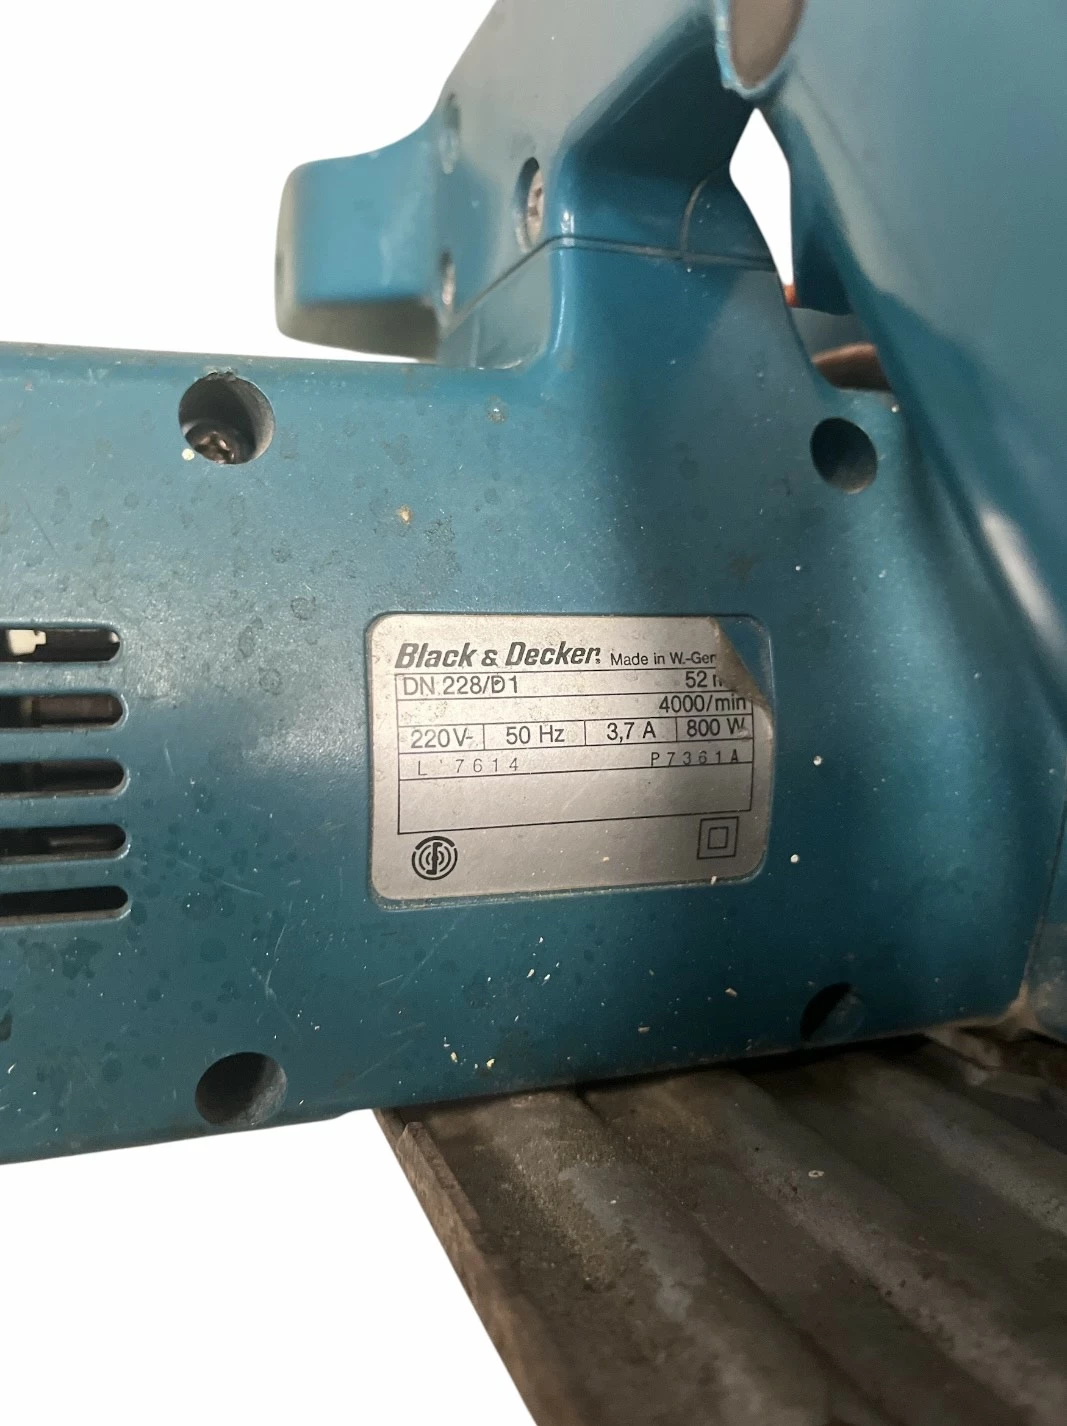 Black & Decker. Made in W.-Ger
DN 228/D1 52
4000/min
220V~ 50 Hz 3,7 A 800 W
L 7614 P7361A